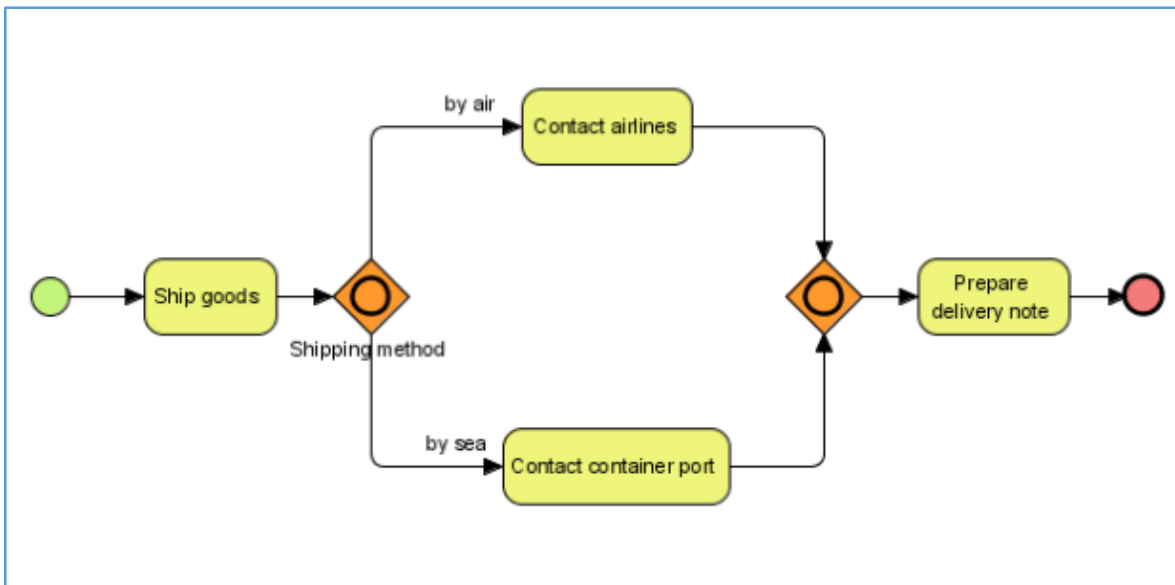 by air
Contact airlines
Ship goods
Shipping method
Prepare
delivery note
by sea
Contact container port